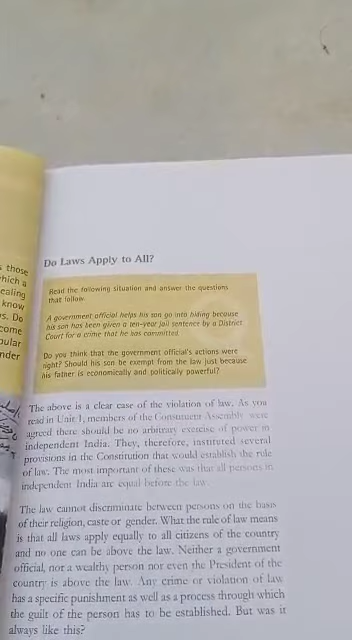 Do Laws Apply to All?
Read the following situation and answer the questions
that follow.
A government official helps his son go into hiding because
his son has been given a ten-year jail sentence by a District
Court for a crime that he has committed.
Do you think that the government official's actions were
right? Should his son be exempt from the law just because
his father is economically and politically powerful?
The above is a clear case of the violation of law. As you
read in Unit 1, members of the Constituent Assembly were
agreed there should be no arbitrary exercise of power in
independent India. They, therefore, instituted several
provisions in the Constitution that would establish the rule
of law. The most important of these was that all persons in
independent India are equal before the law.
The law cannot discriminate between persons on the basis
of their religion, caste or gender. What the rule of law means
is that all laws apply equally to all citizens of the country
and no one can be above the law. Neither a government
official, nor a wealthy person nor even the President of the
country is above the law. Any crime or violation of law
has a specific punishment as well as a process through which
the guilt of the person has to be established. But was it
always like this?
those
which a
ealing
know
s. Do
come
pular
nder